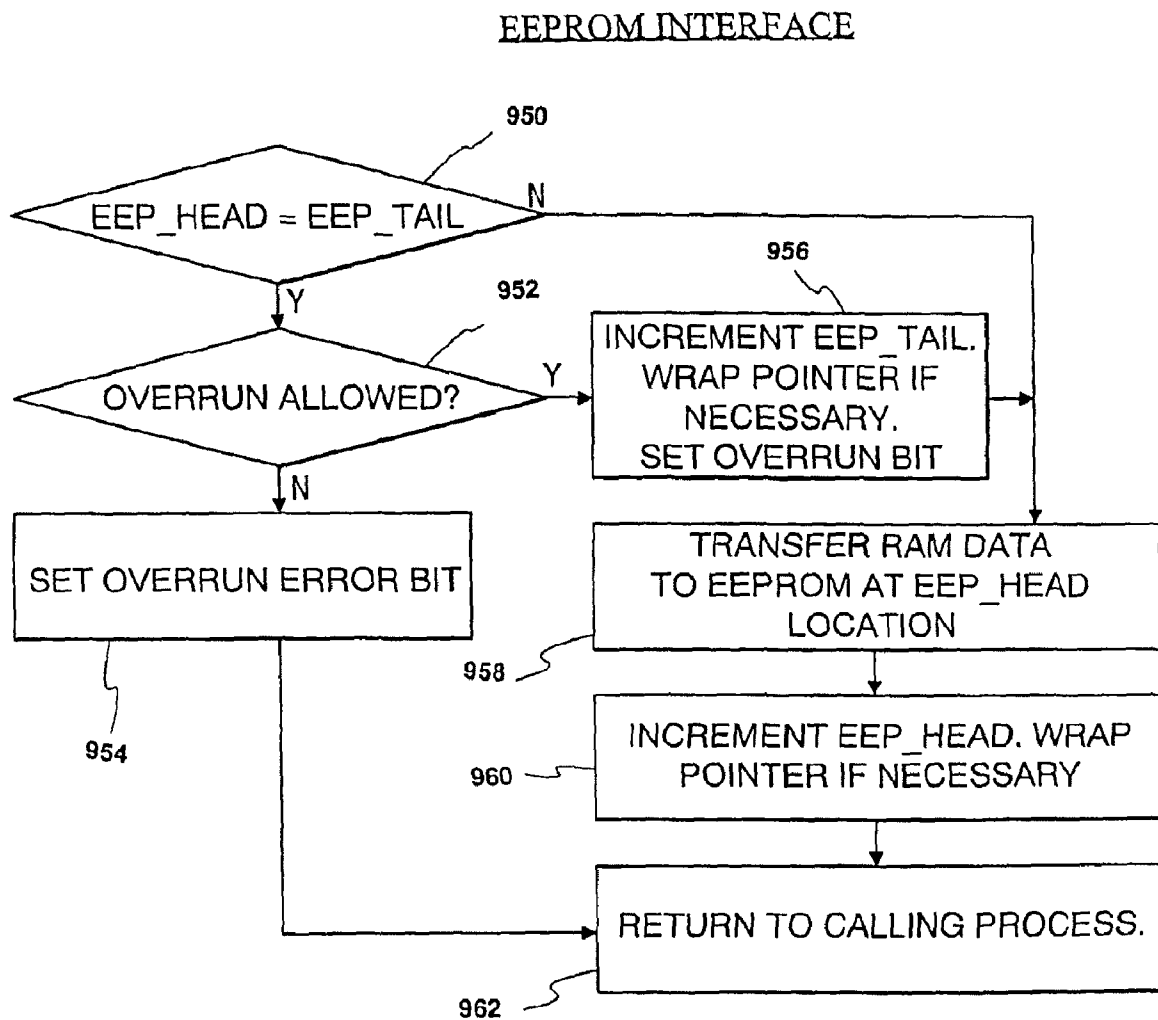 EEPROM INTERFACE
950
EEP_HEAD = EEP_TAIL
N
Y
952
OVERRUN ALLOWED?
Y
N
956
INCREMENT EEP_TAIL.
WRAP POINTER IF
NECESSARY.
SET OVERRUN BIT
SET OVERRUN ERROR BIT
954
TRANSFER RAM DATA
TO EEPROM AT EEP_HEAD
LOCATION
958
INCREMENT EEP_HEAD. WRAP
POINTER IF NECESSARY
960
RETURN TO CALLING PROCESS.
962